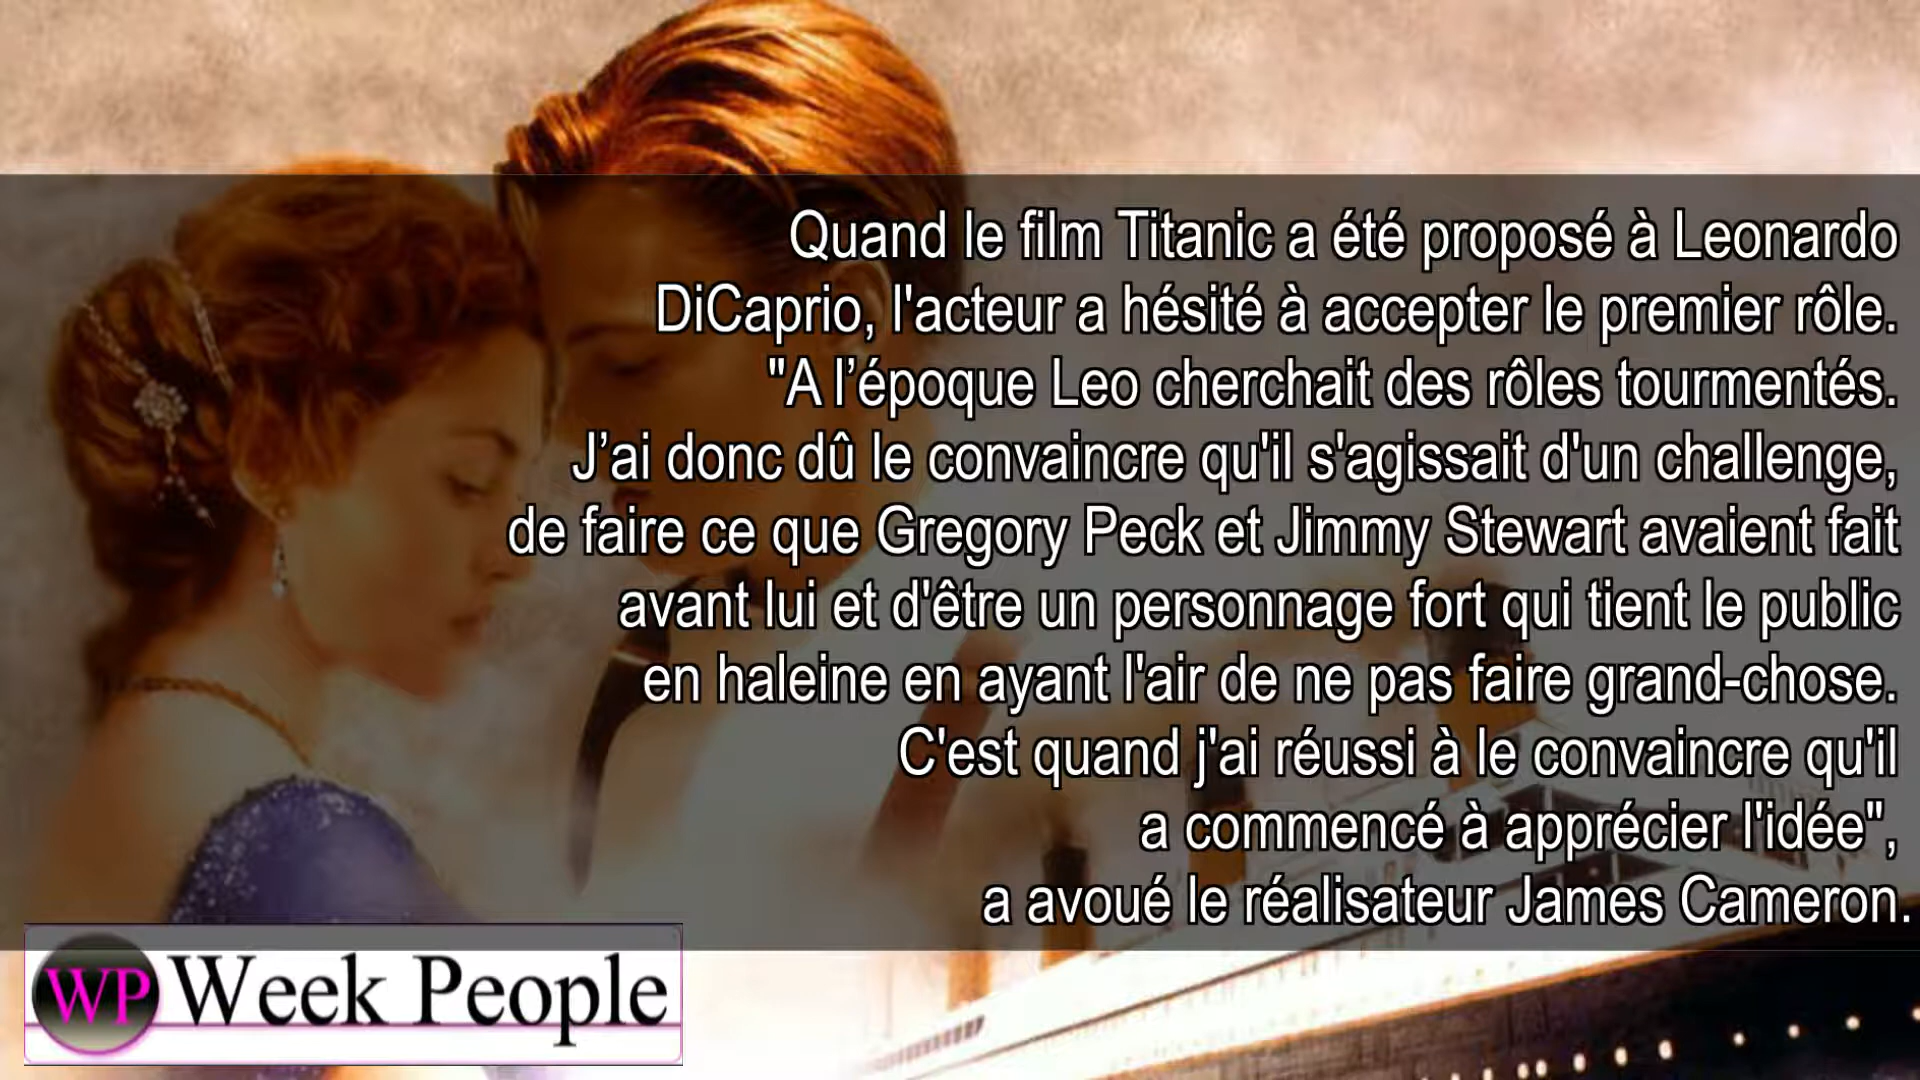 Quand le film Titanic a été proposé à Leonardo
DiCaprio, l'acteur a hésité à accepter le premier rôle.
"A l’époque Leo cherchait des rôles tourmentés.
J’ai donc dû le convaincre qu'il s'agissait d'un challenge,
de faire ce que Gregory Peck et Jimmy Stewart avaient fait
avant lui et d'être un personnage fort qui tient le public
en haleine en ayant l'air de ne pas faire grand-chose.
C'est quand j'ai réussi à le convaincre qu'il
a commencé à apprécier l'idée",
a avoué le réalisateur James Cameron.
WP Week People